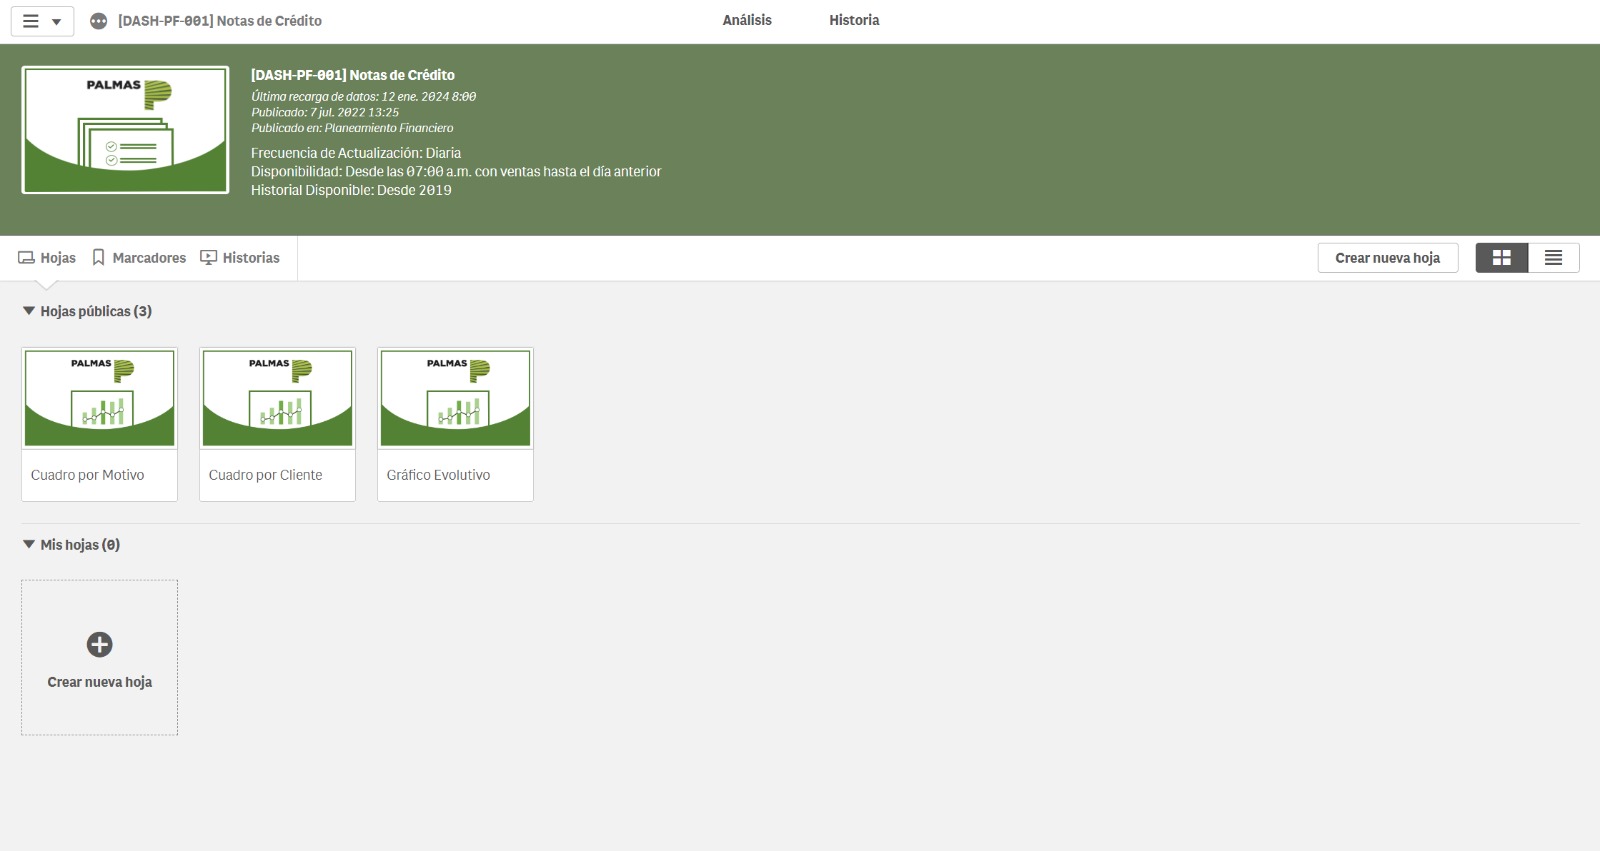 [DASH-PF-001] Notas de Crédito
Análisis
Historia
PALMAS
[DASH-PF-001] Notas de Crédito
Última recarga de datos: 12 ene. 2024 8:00
Publicado: 7 jul. 2022 13:25
Publicado en: Planeamiento Financiero
Frecuencia de Actualización: Diaria
Disponibilidad: Desde las 07:00 a.m. con ventas hasta el día anterior
Historial Disponible: Desde 2019
Hojas
Marcadores
Historias
Crear nueva hoja
Hojas públicas (3)
PALMAS
PALMAS
PALMAS
Cuadro por Motivo
Cuadro por Cliente
Gráfico Evolutivo
Mis hojas (0)
Crear nueva hoja